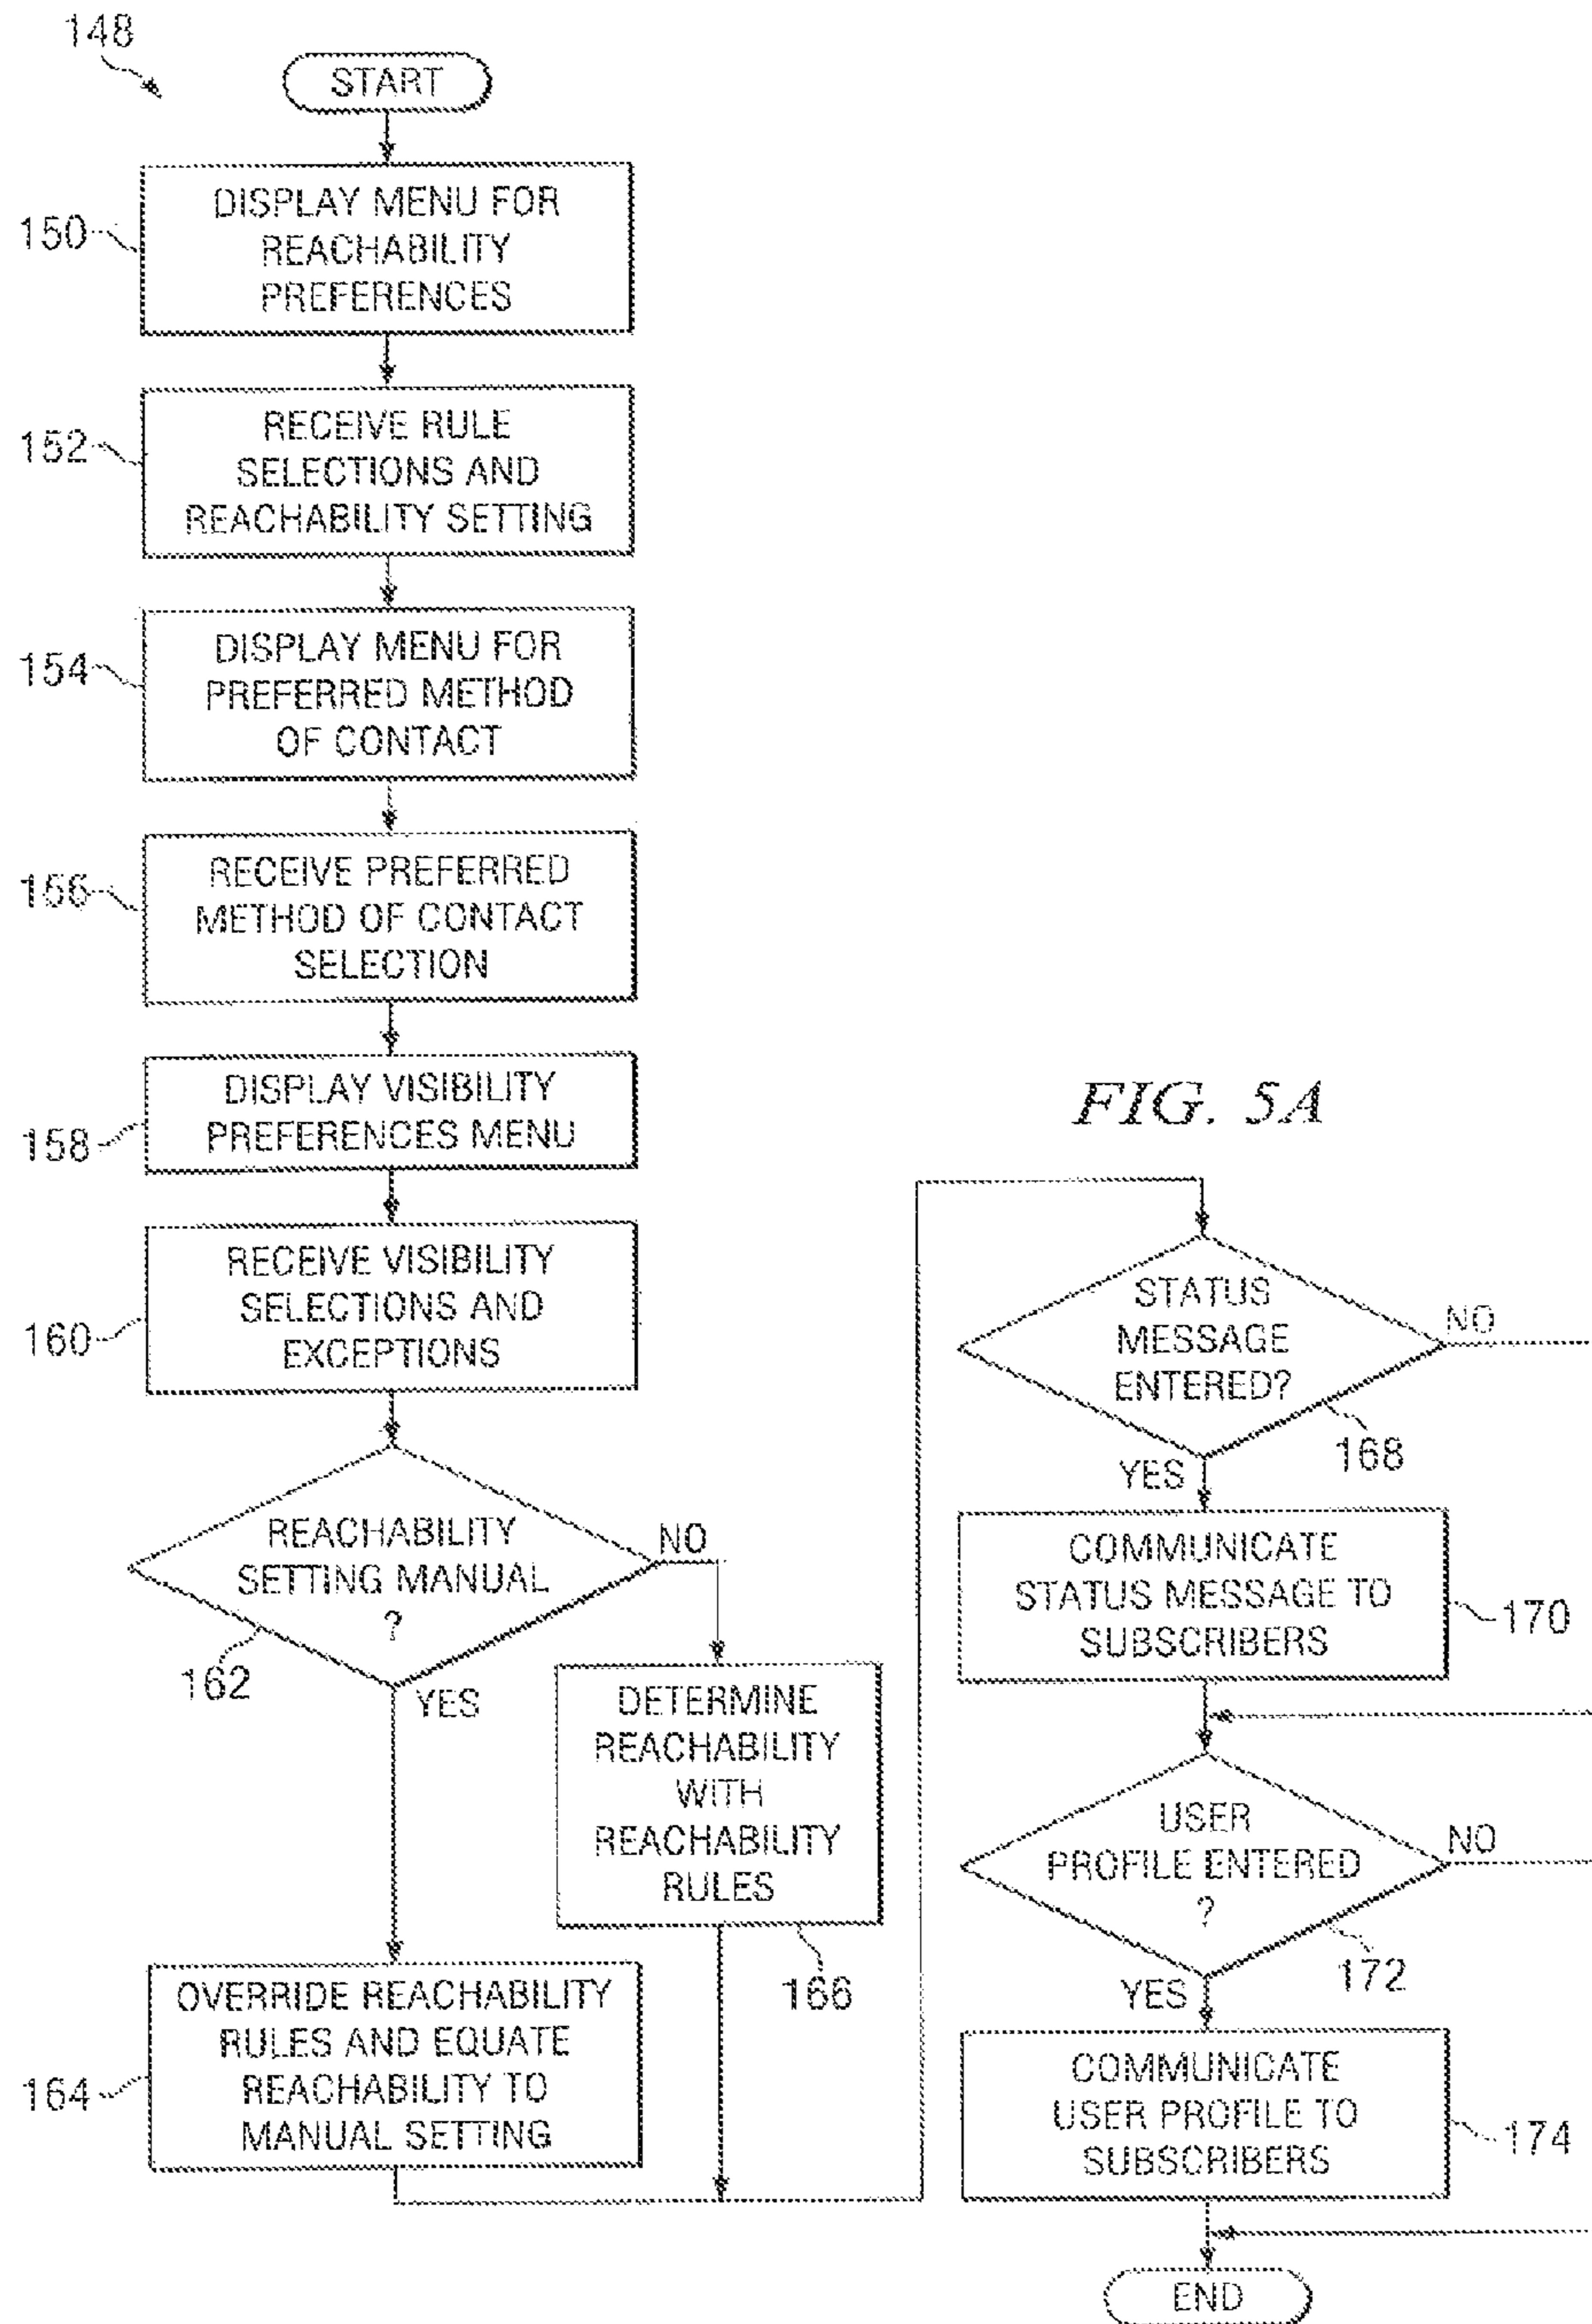 148
START
150
DISPLAY MENU FOR
REACHABILITY
PREFERENCES
152
RECEIVE RULE
SELECTIONS AND
REACHABILITY SETTING
154
DISPLAY MENU FOR
PREFERRED METHOD
OF CONTACT
156
RECEIVE PREFERRED
METHOD OF CONTACT
SELECTION
158
DISPLAY VISIBILITY
PREFERENCES MENU
160
RECEIVE VISIBILITY
SELECTIONS AND
EXCEPTIONS
REACHABILITY
SETTING MANUAL
?
NO
162
YES
DETERMINE
REACHABILITY
WITH
REACHABILITY
RULES
166
164
OVERRIDE REACHABILITY
RULES AND EQUATE
REACHABILITY TO
MANUAL SETTING
FIG. 5A
STATUS
MESSAGE
ENTERED?
NO
168
YES
COMMUNICATE
STATUS MESSAGE TO
SUBSCRIBERS
170
USER
PROFILE ENTERED
?
NO
172
YES
COMMUNICATE
USER PROFILE TO
SUBSCRIBERS
174
END